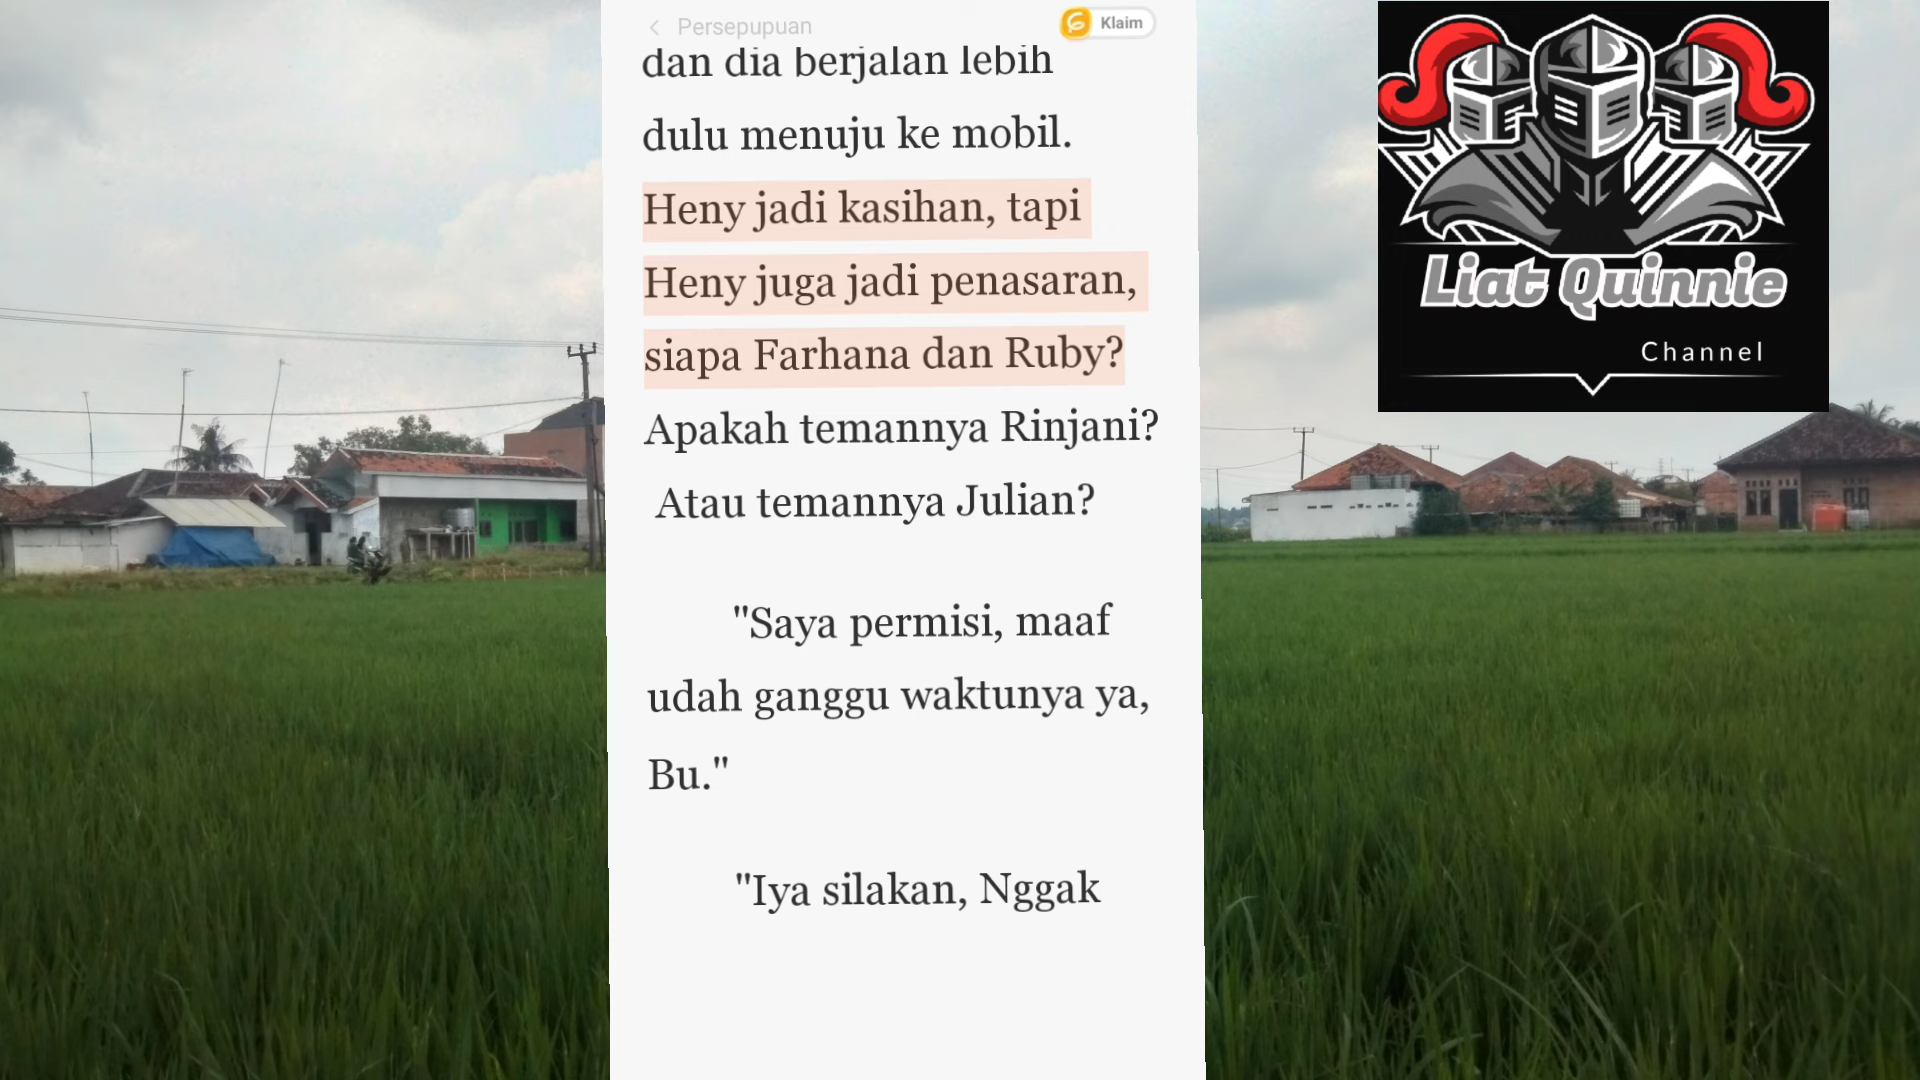 Persepupuan
Klaim
dan dia berjalan lebih
dulu menuju ke mobil.
Heny jadi kasihan, tapi
Heny juga jadi penasaran,
siapa Farhana dan Ruby?
Apakah temannya Rinjani?
Atau temannya Julian?
"Saya permisi, maaf
udah ganggu waktunya ya,
Bu."
"Iya silakan, Nggak
Liat Quinnie
Channel